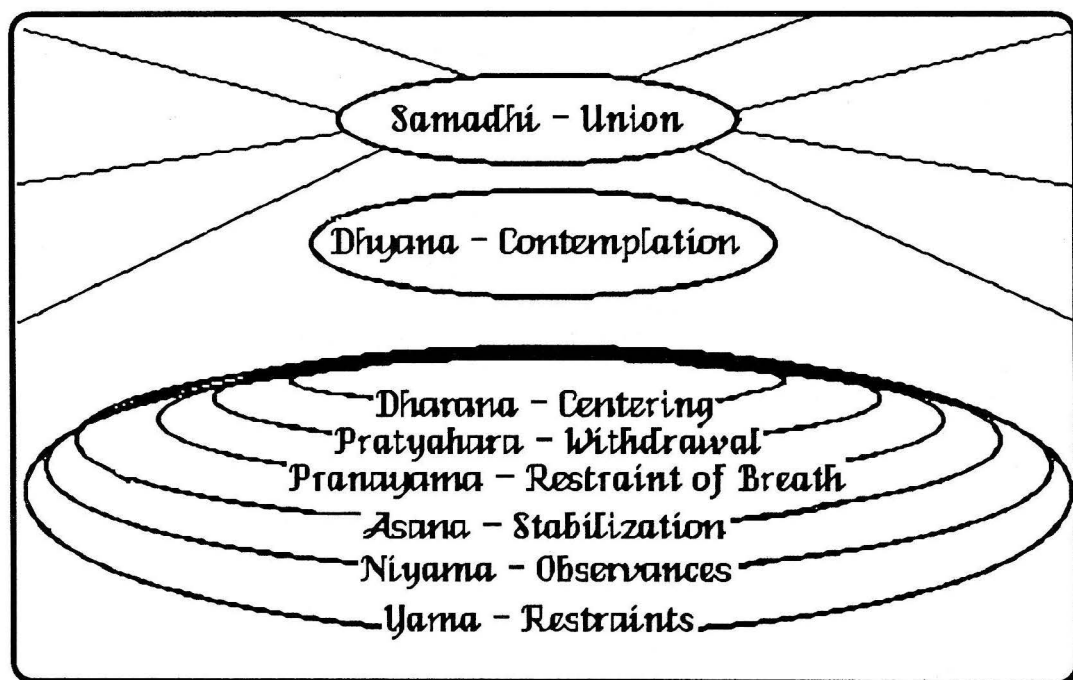 Samadhi - Union
Dhyana - Contemplation
Dharana - Centering
Pratyahara - Withdrawal
Pranayama - Restraint of Breath
Asana - Stabilization
Niyama - Observances
Yama - Restraints